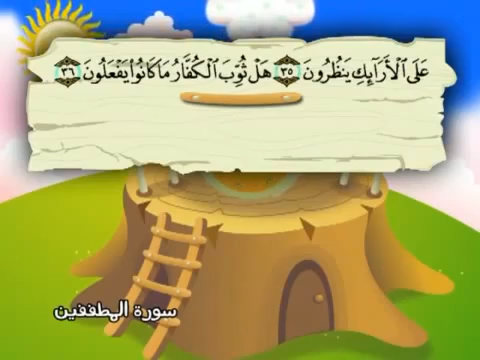 عَلَى ٱلْأَرَآئِكِ يَنظُرُونَ ٣٥ هَلْ ثُوِّبَ ٱلْكُفَّارُ مَا كَانُوا۟ يَفْعَلُونَ ٣٦
سورة المطففين